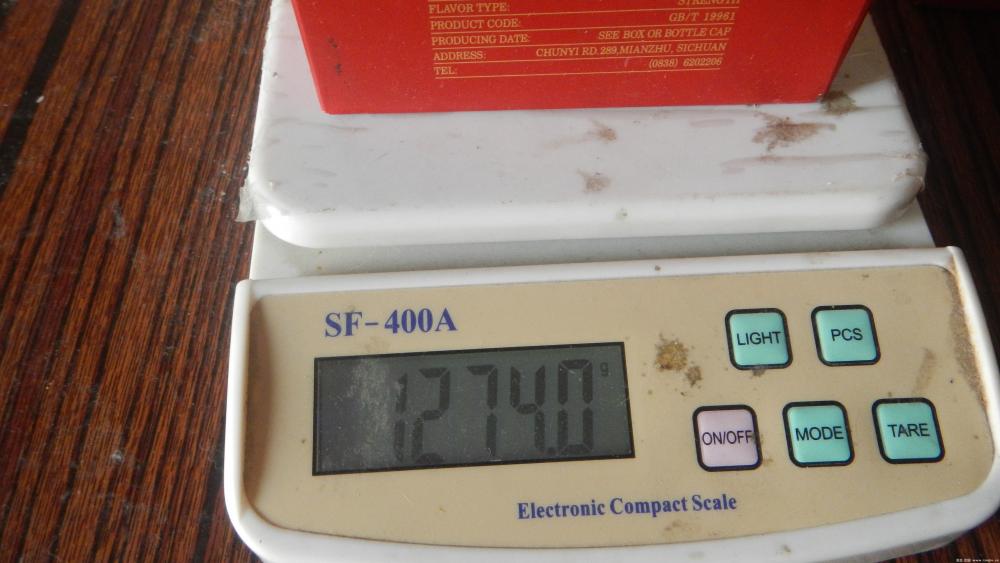 FLAVOR TYPE: STRENGTH
PRODUCT CODE: GB/T 19961
PRODUCING DATE: SEE BOX OR BOTTLE CAP
ADDRESS: CHUNYI RD.289,MIANZHU, SICHUAN
TEL: (0838) 6202206
SF-400A
1274.0 g
LIGHT
PCS
ON/OFF
MODE
TARE
Electronic Compact Scale